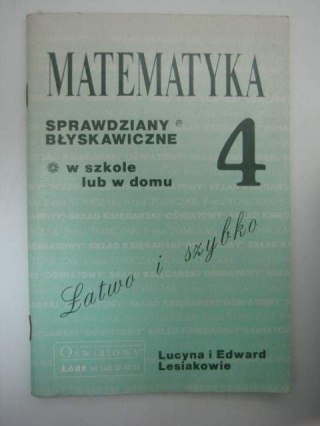 MATEMATYKA
SPRAWDZIANY ®
BŁYSKAWICZNE
4
w szkole
lub w domu
Łatwo i szybko
Oświatowy
Łódź
Lucyna i Edward
Lesiakowie